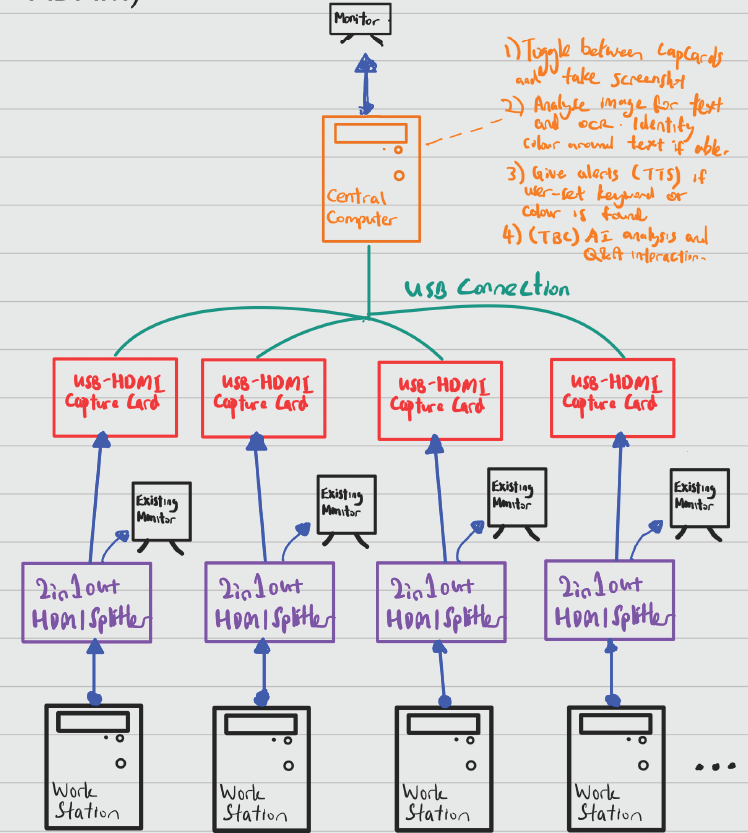 Monitor
1) Toggle between CapCards
and take screenshot
2) Analyse image for text
and OCR. Identify
colour around text if able.
3) Give alerts (TTS) if
user-set keyword or
colour is found
4) (TBC) AI analysis and
Q&A interaction.
Central
Computer
USB Connection
USB-HDMI
Capture Card
USB-HDMI
Capture Card
USB-HDMI
Capture Card
USB-HDMI
Capture Card
Existing
Monitor
Existing
Monitor
Existing
Monitor
Existing
Monitor
2in1out
HDMI Splitter
2in1out
HDMI Splitter
2in1out
HDMI Splitter
2in1out
HDMI Splitter
Work
Station
Work
Station
Work
Station
Work
Station
...